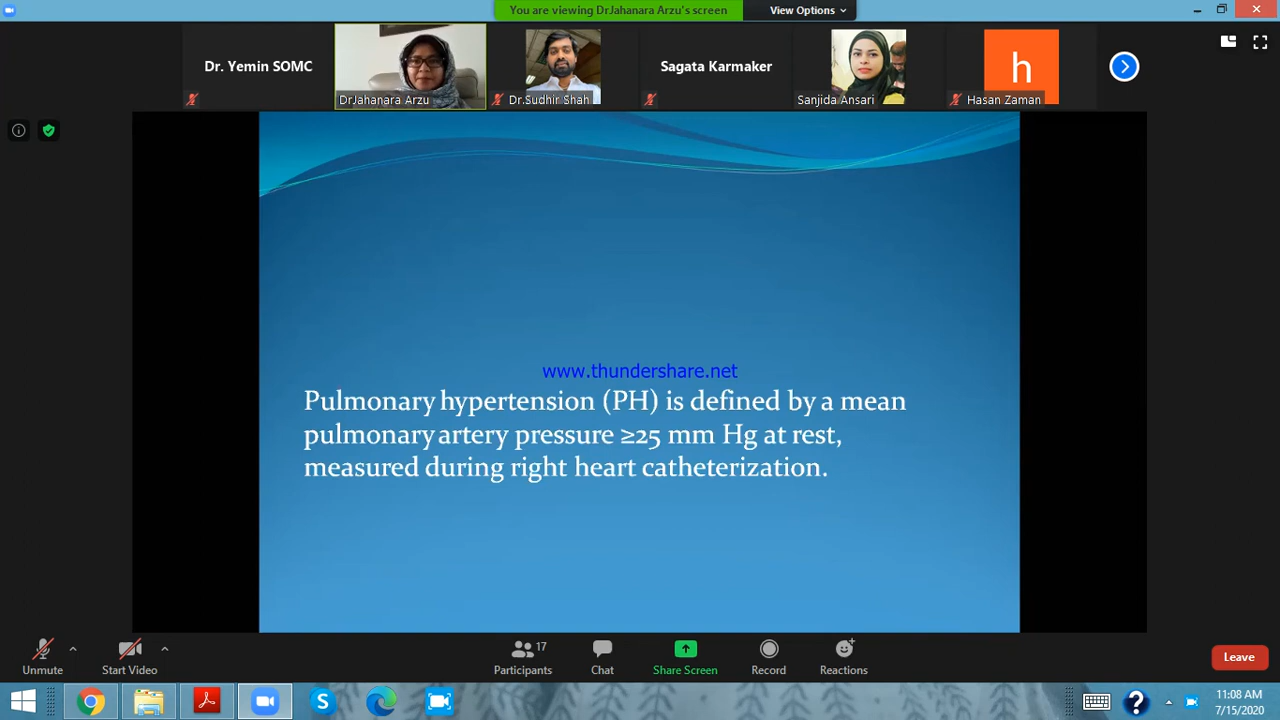 You are viewing DrJahanara Arzu's screen
View Options
Dr. Yemin SOMC
DrJahanara Arzu
Dr.Sudhir Shah
Sagata Karmaker
Sanjida Ansari
h
Hasan Zaman
www.thundershare.net
Pulmonary hypertension (PH) is defined by a mean
pulmonary artery pressure ≥25 mm Hg at rest,
measured during right heart catheterization.
Unmute
Start Video
17
Participants
Chat
Share Screen
Record
Reactions
Leave
11:08 AM
7/15/2020